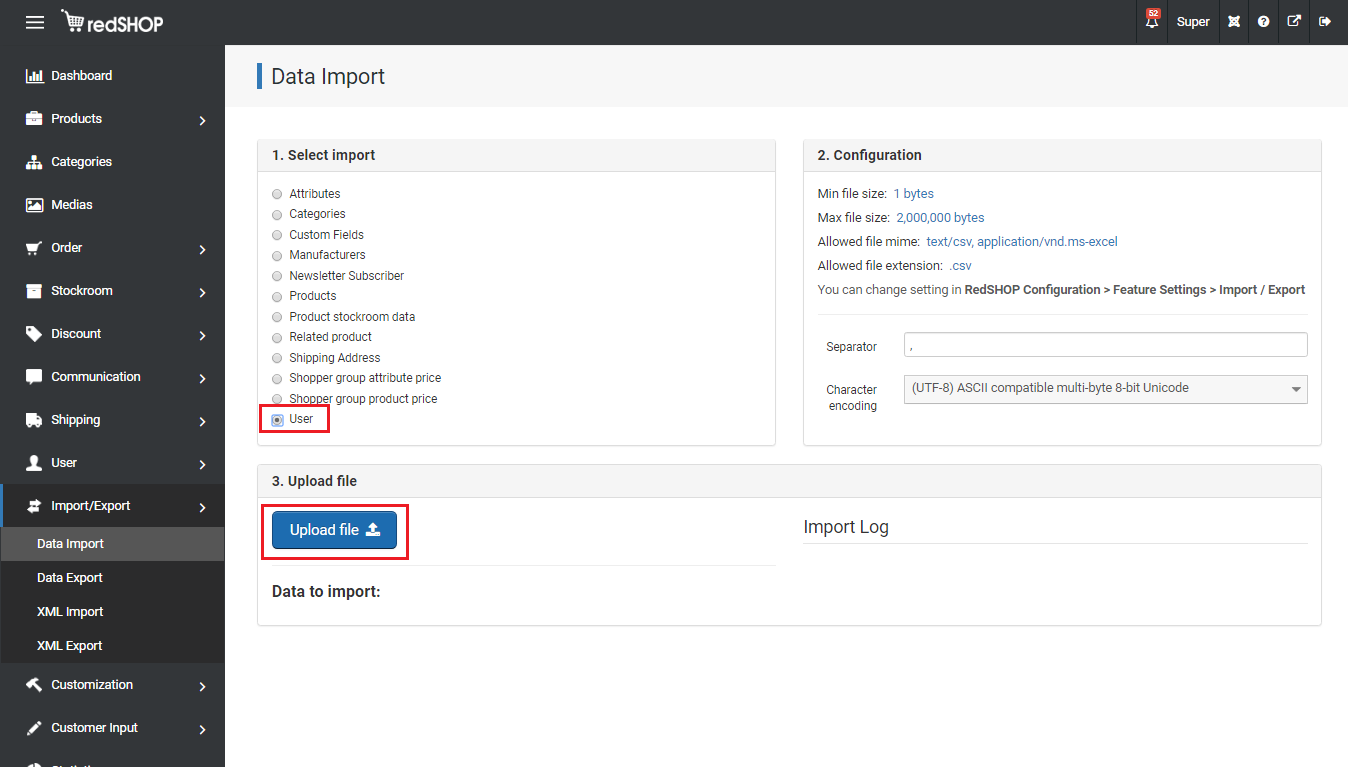 redSHOP
52
Super
Dashboard
Products
Categories
Medias
Order
Stockroom
Discount
Communication
Shipping
User
Import/Export
Data Import
Data Export
XML Import
XML Export
Customization
Customer Input
Data Import
1. Select import
Attributes
Categories
Custom Fields
Manufacturers
Newsletter Subscriber
Products
Product stockroom data
Related product
Shipping Address
Shopper group attribute price
Shopper group product price
User
2. Configuration
Min file size: 1 bytes
Max file size: 2,000,000 bytes
Allowed file mime: text/csv, application/vnd.ms-excel
Allowed file extension: .csv
You can change setting in RedSHOP Configuration > Feature Settings > Import / Export
Separator ,
Character encoding
(UTF-8) ASCII compatible multi-byte 8-bit Unicode
3. Upload file
Upload file
Import Log
Data to import: